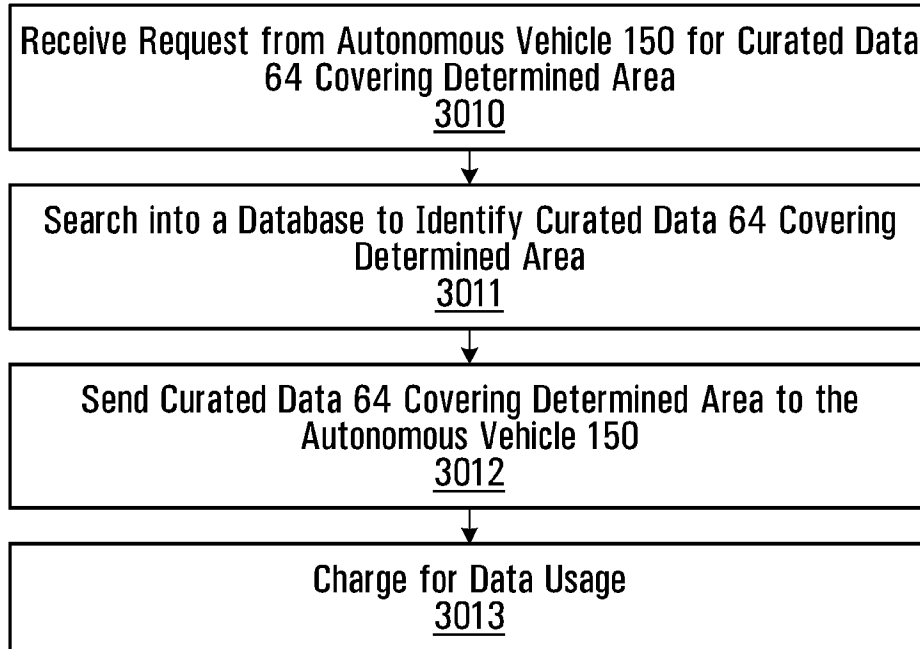 Receive Request from Autonomous Vehicle 150 for Curated Data
64 Covering Determined Area
3010
Search into a Database to Identify Curated Data 64 Covering
Determined Area
3011
Send Curated Data 64 Covering Determined Area to the
Autonomous Vehicle 150
3012
Charge for Data Usage
3013